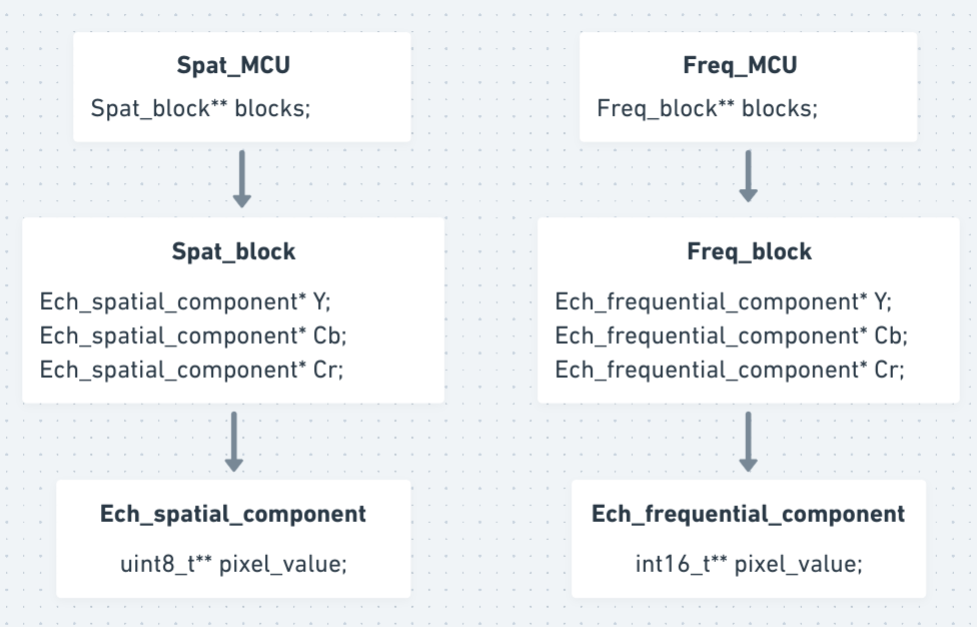 Spat_MCU
Spat_block** blocks;
Freq_MCU
Freq_block** blocks;
Spat_block
Ech_spatial_component* Y;
Ech_spatial_component* Cb;
Ech_spatial_component* Cr;
Freq_block
Ech_frequential_component* Y;
Ech_frequential_component* Cb;
Ech_frequential_component* Cr;
Ech_spatial_component
uint8_t** pixel_value;
Ech_frequential_component
int16_t** pixel_value;